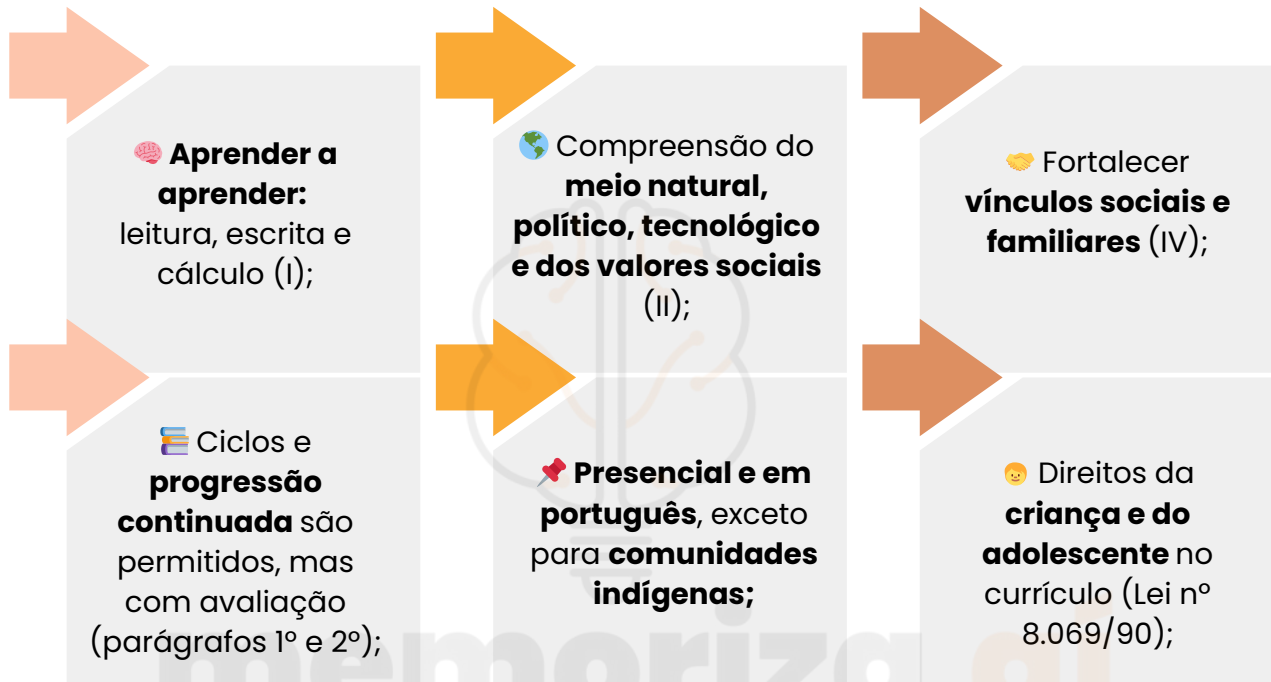 🧠 Aprender a
aprender:
leitura, escrita e
cálculo (I);
🌎 Compreensão do
meio natural,
político, tecnológico
e dos valores sociais
(II);
🤝 Fortalecer
vínculos sociais e
familiares (IV);
📚 Ciclos e
progressão
continuada são
permitidos, mas
com avaliação
(parágrafos 1º e 2º);
📌 Presencial e em
português, exceto
para comunidades
indígenas;
🧒 Direitos da
criança e do
adolescente no
currículo (Lei nº
8.069/90);
memoriza aí